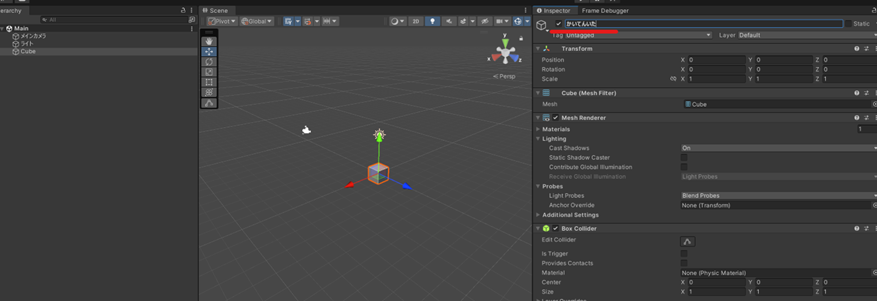 erarchy
Scene
Inspector
Frame Debugger
All
Pivot
Global
2D
かいてんいた
Static
Tag Untagged
Layer Default
Main
メインカメラ
ライト
Cube
y
x
z
Persp
Transform
Position X 0 Y 0 Z 0
Rotation X 0 Y 0 Z 0
Scale X 1 Y 1 Z 1
Cube (Mesh Filter)
Mesh Cube
Mesh Renderer
Materials 1
Lighting
Cast Shadows On
Static Shadow Caster
Contribute Global Illumination
Receive Global Illumination Light Probes
Probes
Light Probes Blend Probes
Anchor Override None (Transform)
Additional Settings
Box Collider
Edit Collider
Is Trigger
Provides Contacts
Material None (Physic Material)
Center X 0 Y 0 Z 0
Size X 1 Y 1 Z 1
Layer Overrides